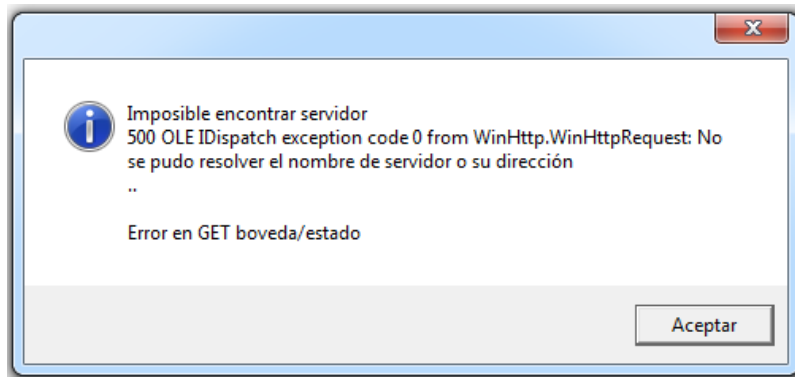 Imposible encontrar servidor
500 OLE IDispatch exception code 0 from WinHttp.WinHttpRequest: No
se pudo resolver el nombre de servidor o su dirección
..
Error en GET boveda/estado
Aceptar